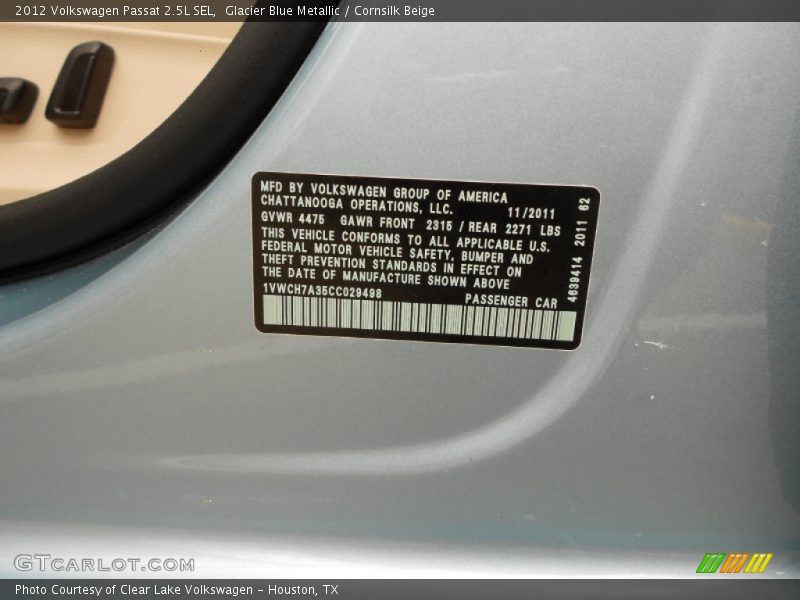 2012 Volkswagen Passat 2.5L SEL,  Glacier Blue Metallic / Cornsilk Beige
MFD BY VOLKSWAGEN GROUP OF AMERICA
CHATTANOOGA OPERATIONS, LLC. 11/2011
GVWR 4475 GAWR FRONT 2315 / REAR 2271 LBS
THIS VEHICLE CONFORMS TO ALL APPLICABLE U.S.
FEDERAL MOTOR VEHICLE SAFETY, BUMPER AND
THEFT PREVENTION STANDARDS IN EFFECT ON
THE DATE OF MANUFACTURE SHOWN ABOVE
1VWCH7A35CC029498 PASSENGER CAR
4639414 2011 62
GTCARLOT.COM
Photo Courtesy of Clear Lake Volkswagen - Houston, TX